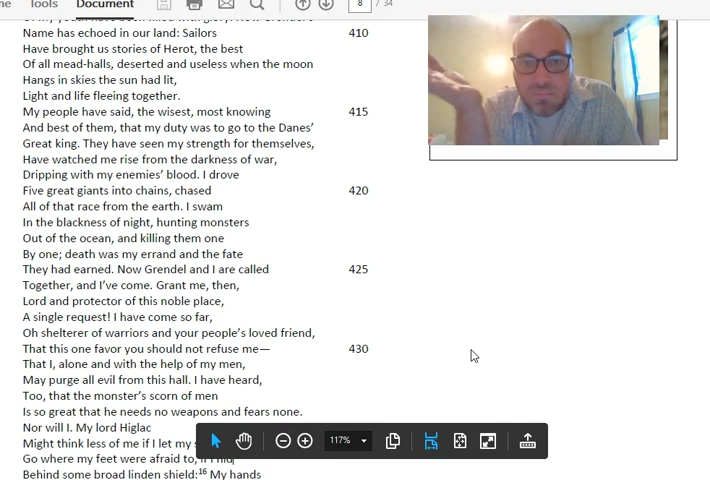 Tools Document 8 / 34
Name has echoed in our land: Sailors 410
Have brought us stories of Herot, the best
Of all mead-halls, deserted and useless when the moon
Hangs in skies the sun had lit,
Light and life fleeing together.
My people have said, the wisest, most knowing 415
And best of them, that my duty was to go to the Danes’
Great king. They have seen my strength for themselves,
Have watched me rise from the darkness of war,
Dripping with my enemies’ blood. I drove
Five great giants into chains, chased 420
All of that race from the earth. I swam
In the blackness of night, hunting monsters
Out of the ocean, and killing them one
By one; death was my errand and the fate
They had earned. Now Grendel and I are called 425
Together, and I’ve come. Grant me, then,
Lord and protector of this noble place,
A single request! I have come so far,
Oh shelterer of warriors and your people’s loved friend,
That this one favor you should not refuse me— 430
That I, alone and with the help of my men,
May purge all evil from this hall. I have heard,
Too, that the monster’s scorn of men
Is so great that he needs no weapons and fears none.
Nor will I. My lord Higlac
Might think less of me if I let my
117%
Go where my feet were afraid to,
Behind some broad linden shield:16 My hands